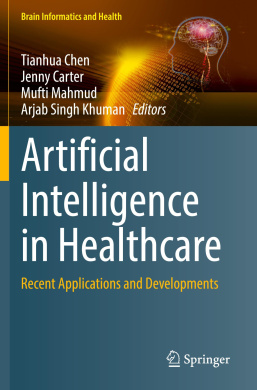 Brain Informatics and Health
Tianhua Chen
Jenny Carter
Mufti Mahmud
Arjab Singh Khuman Editors
Artificial
Intelligence
in Healthcare
Recent Applications and Developments
Springer